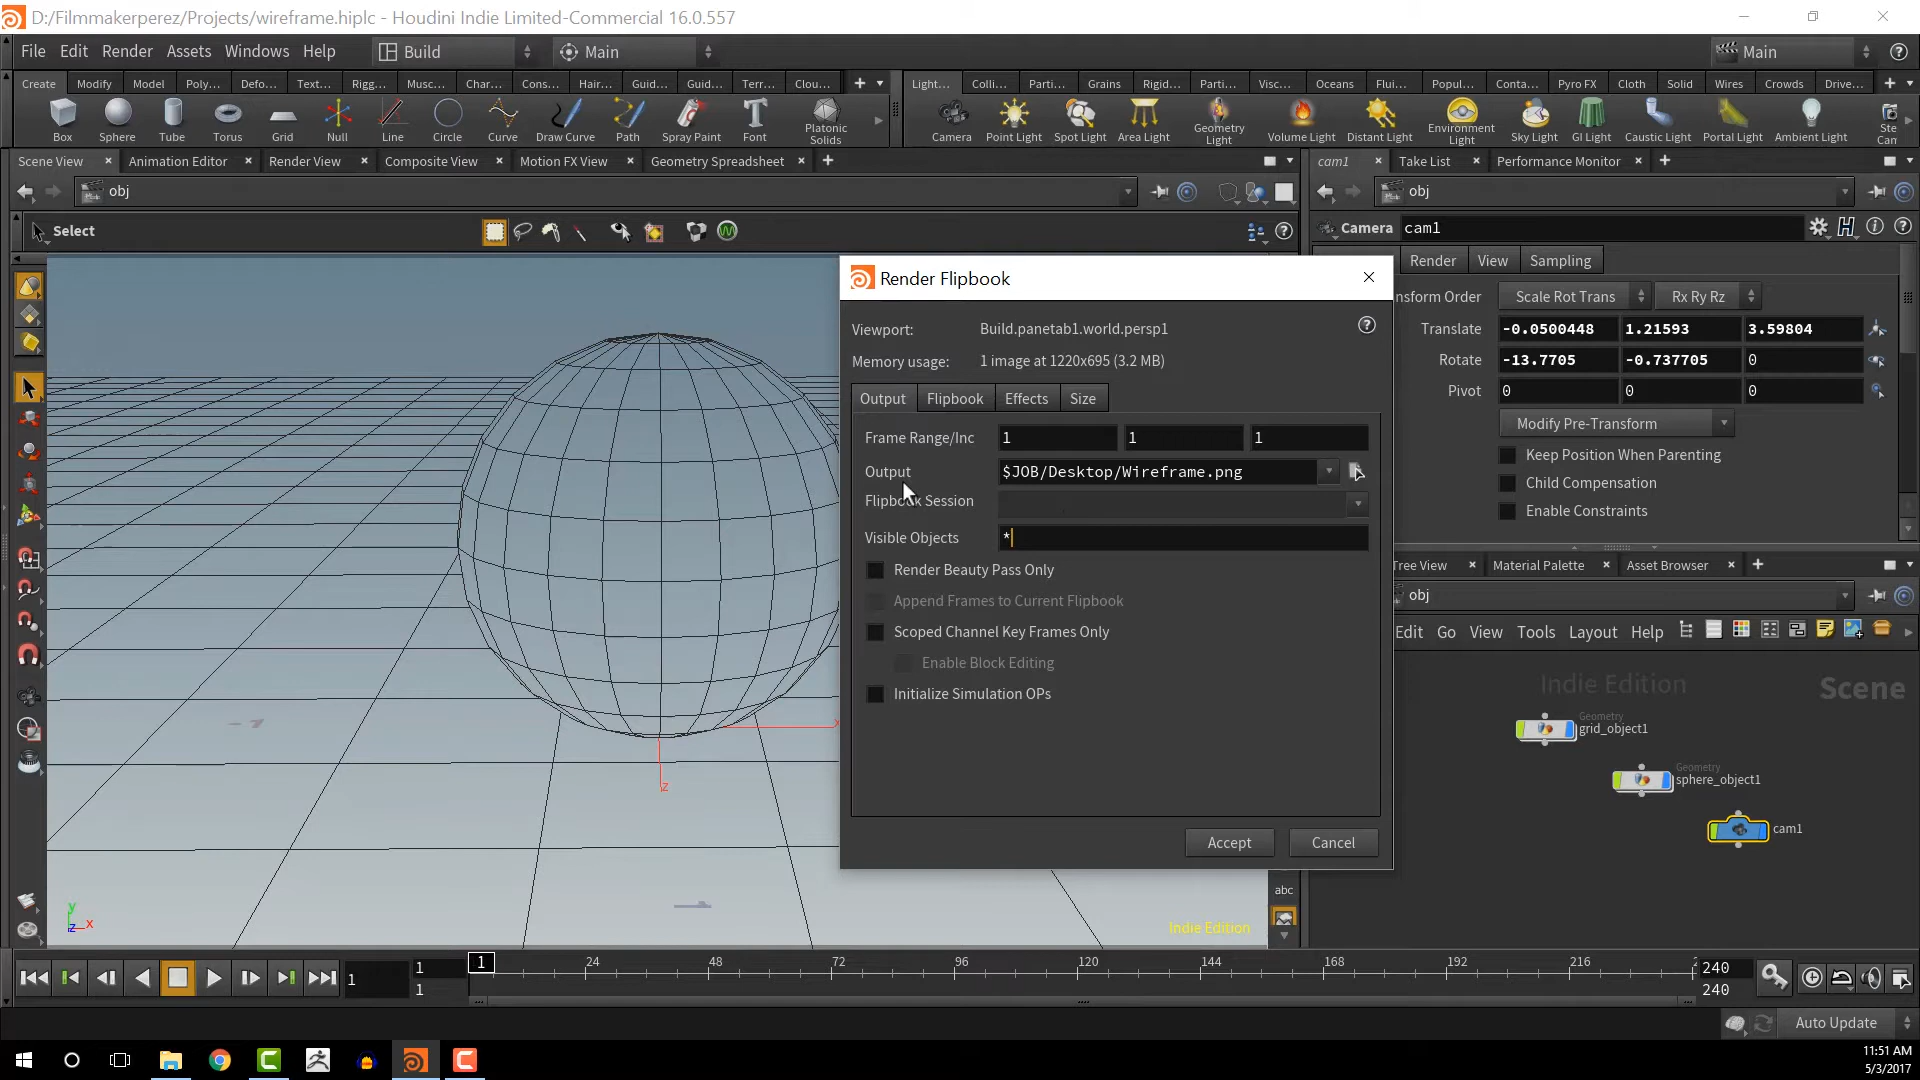 D:/Filmmakerperez/Projects/wireframe.hiplc - Houdini Indie Limited-Commercial 16.0.557
File Edit Render Assets Windows Help Build Main Main
Create Modify Model Poly... Defo... Text... Rigg... Musc... Char... Cons... Hair... Guid... Guid... Terr... Clou... Light... Colli... Parti... Grains Rigid... Parti... Visc... Oceans Flui... Popul... Conta... Pyro FX Cloth Solid Wires Crowds Drive...
Box Sphere Tube Torus Grid Null Line Circle Curve Draw Curve Path Spray Paint Font Platonic Solids Camera Point Light Spot Light Area Light Geometry Light Volume Light Distant Light Environment Light Sky Light GI Light Caustic Light Portal Light Ambient Light Ste Can
Scene View Animation Editor Render View Composite View Motion FX View Geometry Spreadsheet cam1 Take List Performance Monitor
obj obj
Select Camera cam1
Render View Sampling
Render Flipbook
nsform Order Scale Rot Trans Rx Ry Rz
Viewport: Build.panetab1.world.persp1
Translate -0.0500448 1.21593 3.59804
Memory usage: 1 image at 1220x695 (3.2 MB)
Rotate -13.7705 -0.737705 0
Pivot 0 0 0
Output Flipbook Effects Size
Modify Pre-Transform
Frame Range/Inc 1 1 1
Keep Position When Parenting
Output $JOB/Desktop/Wireframe.png
Child Compensation
Flipbook Session
Enable Constraints
Visible Objects *
Render Beauty Pass Only
Tree View Material Palette Asset Browser
Append Frames to Current Flipbook
obj
Scoped Channel Key Frames Only
Edit Go View Tools Layout Help
Enable Block Editing
Initialize Simulation OPs
Indie Edition Scene
Geometry
grid_object1
Geometry
sphere_object1
cam1
Accept Cancel
x
z
abc
y
z x
Indie Edition
1 1 1 1 24 48 72 96 120 144 168 192 216 2 240
240
Auto Update
11:51 AM
5/3/2017